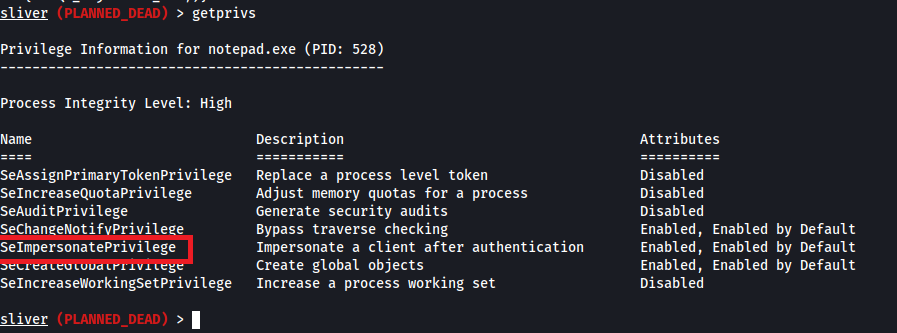 sliver (PLANNED_DEAD) > getprivs
Privilege Information for notepad.exe (PID: 528)
------------------------------------------------
Process Integrity Level: High
Name Description Attributes
==== =========== ==========
SeAssignPrimaryTokenPrivilege Replace a process level token Disabled
SeIncreaseQuotaPrivilege Adjust memory quotas for a process Disabled
SeAuditPrivilege Generate security audits Disabled
SeChangeNotifyPrivilege Bypass traverse checking Enabled, Enabled by Default
SeImpersonatePrivilege Impersonate a client after authentication Enabled, Enabled by Default
SeCreateGlobalPrivilege Create global objects Enabled, Enabled by Default
SeIncreaseWorkingSetPrivilege Increase a process working set Disabled
sliver (PLANNED_DEAD) >